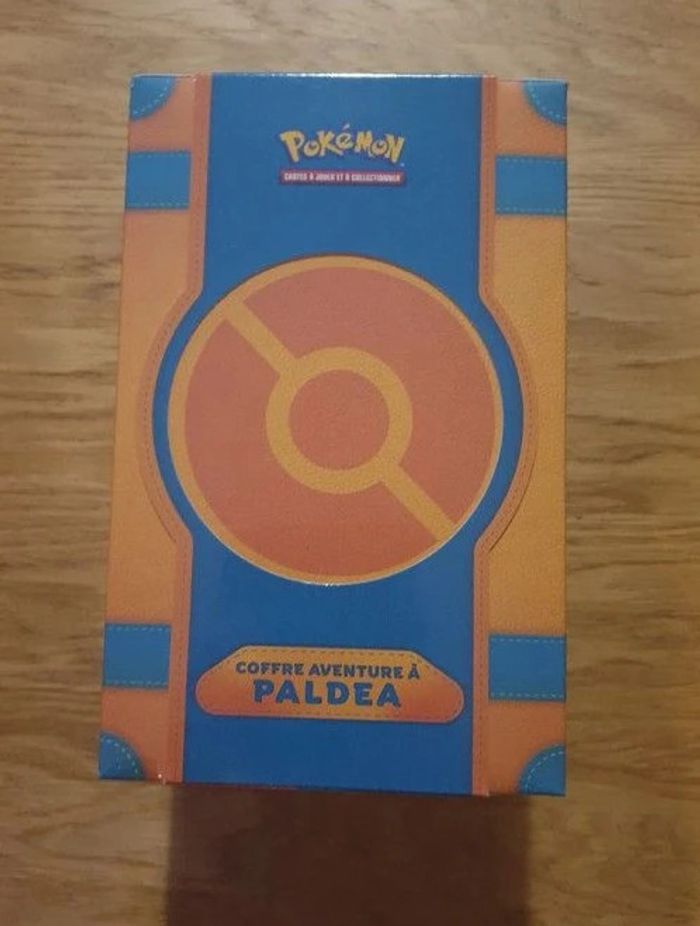 POKéMON
CARTES À JOUER ET À COLLECTIONNER
COFFRE AVENTURE À
PALDEA